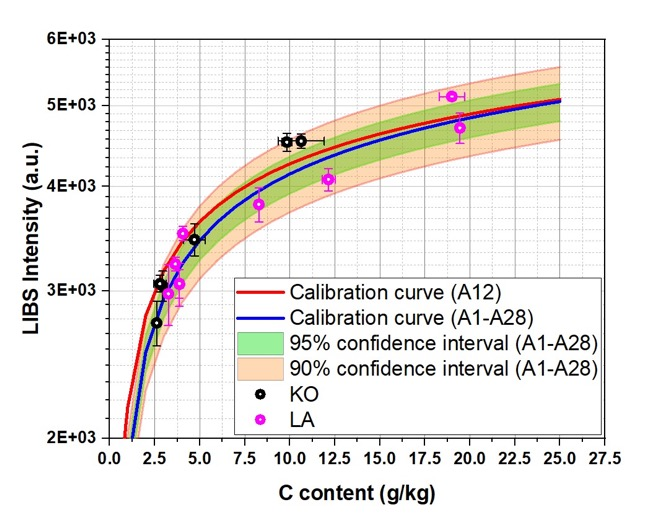 6E+03
5E+03
4E+03
3E+03
2E+03
LIBS Intensity (a.u.)
Calibration curve (A12)
Calibration curve (A1-A28)
95% confidence interval (A1-A28)
90% confidence interval (A1-A28)
KO
LA
0.0 2.5 5.0 7.5 10.0 12.5 15.0 17.5 20.0 22.5 25.0 27.5
C content (g/kg)